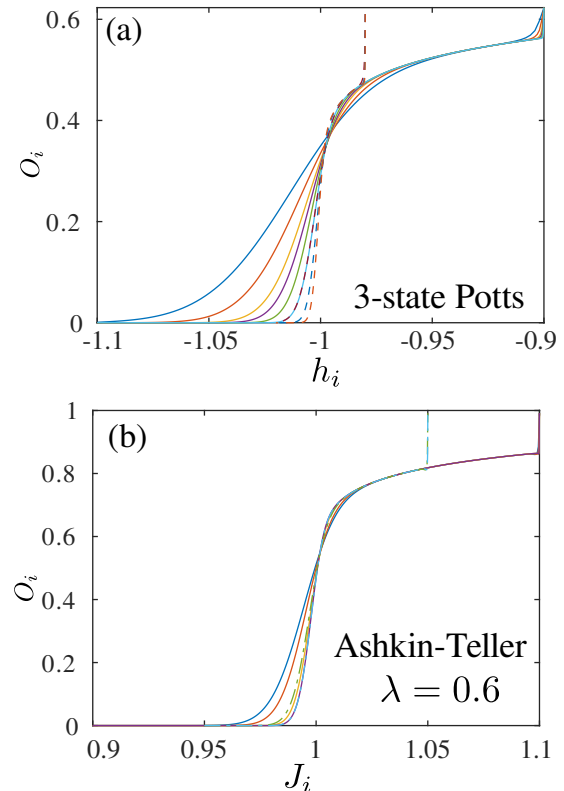 (a)
0.6
0.4
0.2
0
O_i
3-state Potts
-1.1 -1.05 -1 -0.95 -0.9
h_i
(b)
1
0.8
0.6
0.4
0.2
0
O_i
Ashkin-Teller
λ = 0.6
0.9 0.95 1 1.05 1.1
J_i